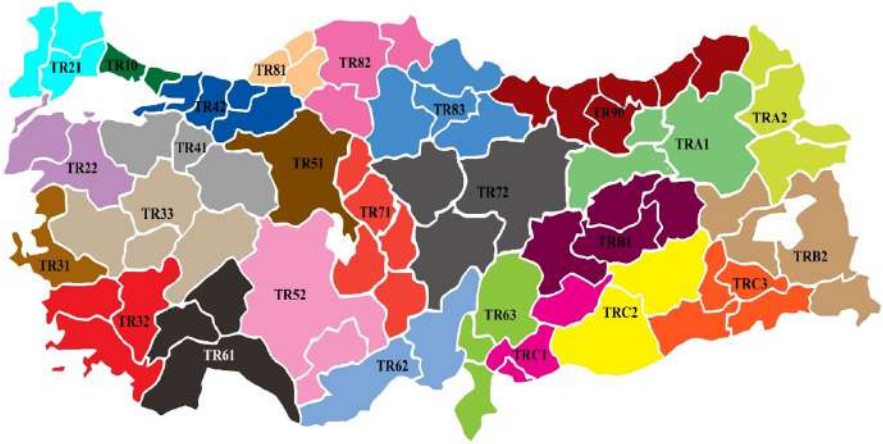 TR21
TR10
TR81
TR82
TR42
TR83
TR90
TRA2
TR41
TRA1
TR22
TR51
TR72
TR33
TR71
TRB1
TR31
TRB2
TR52
TRC3
TR32
TR63
TRC2
TR61
TR62
TRC1